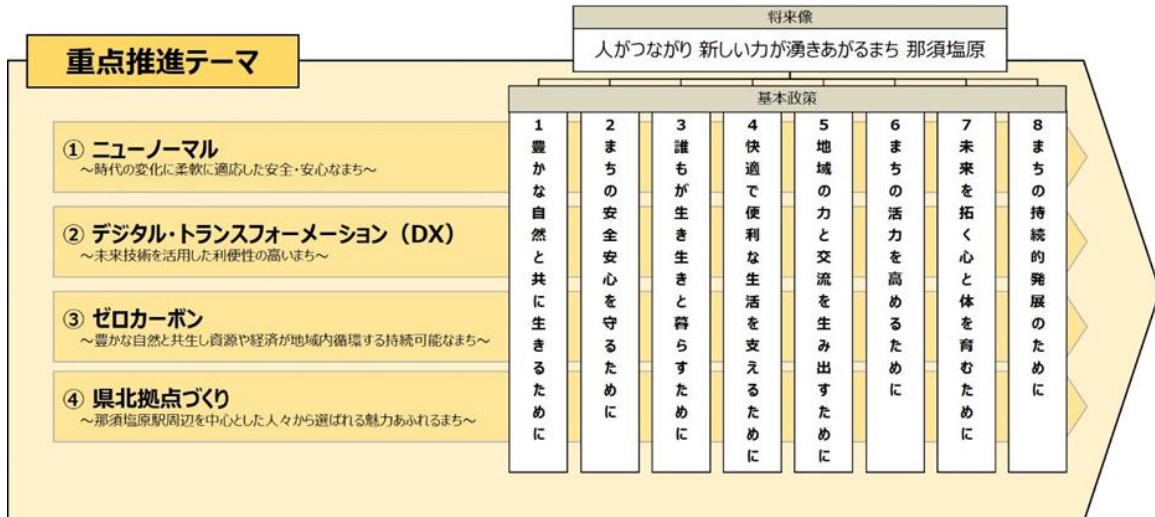 将来像
人がつながり 新しい力が湧きあがるまち 那須塩原
重点推進テーマ
① ニューノーマル
～時代の変化に柔軟に適応した安全・安心なまち～
② デジタル・トランスフォーメーション（DX）
～未来技術を活用した利便性の高いまち～
③ ゼロカーボン
～豊かな自然と共生し資源や経済が地域内循環する持続可能なまち～
④ 県北拠点づくり
～那須塩原駅周辺を中心とした人々から選ばれる魅力あふれるまち～
基本政策
1 豊かな自然と共に生きるために
2 まちの安全安心を守るために
3 誰もが生き生きと暮らすために
4 快適で便利な生活を支えるために
5 地域の力と交流を生み出すために
6 まちの活力を高めるために
7 未来を拓く心と体を育むために
8 まちの持続的発展のために